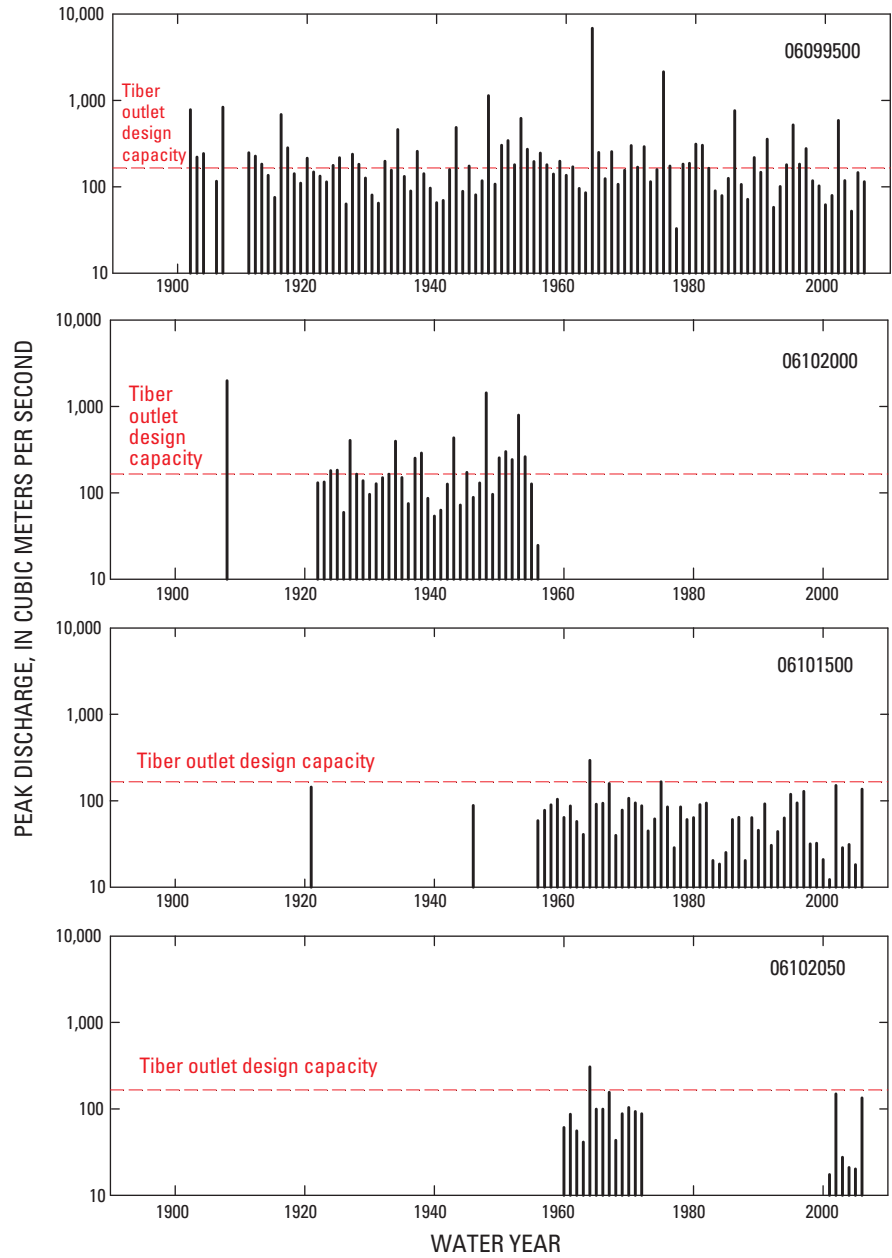 PEAK DISCHARGE, IN CUBIC METERS PER SECOND
10,000
1,000
100
10
06099500
Tiber
outlet
design
capacity
1900 1920 1940 1960 1980 2000
10,000
1,000
100
10
06102000
Tiber
outlet
design
capacity
1900 1920 1940 1960 1980 2000
10,000
1,000
100
10
06101500
Tiber outlet design capacity
1900 1920 1940 1960 1980 2000
10,000
1,000
100
10
06102050
Tiber outlet design capacity
1900 1920 1940 1960 1980 2000
WATER YEAR